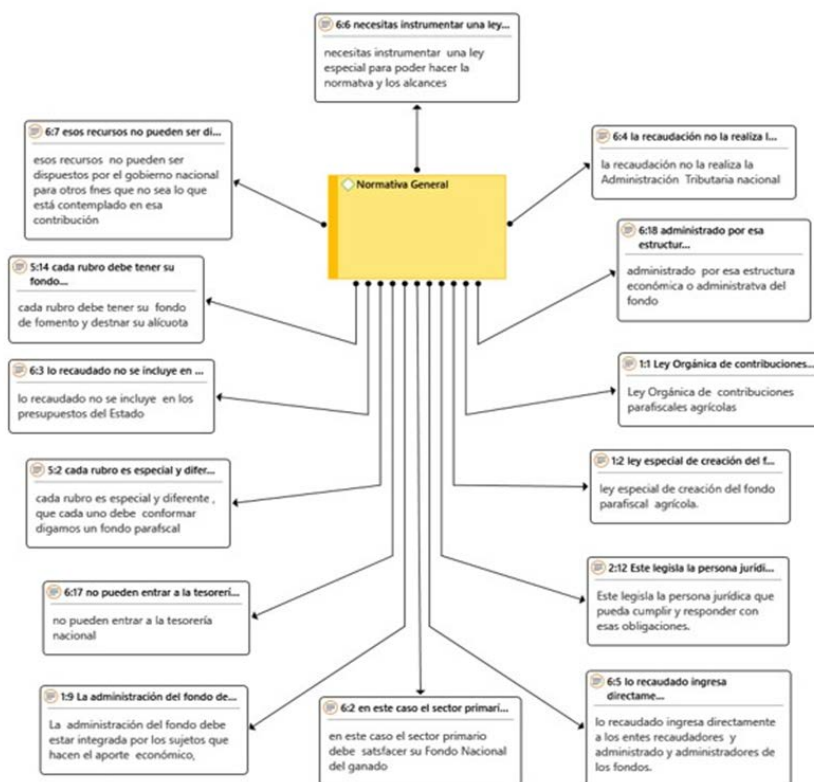 6:6 necesitas instrumentar una ley...
necesitas instrumentar una ley
especial para poder hacer la
normatva y los alcances
6:7 esos recursos no pueden ser di...
esos recursos no pueden ser
dispuestos por el gobierno nacional
para otros fnes que no sea lo que
está contemplado en esa
contribución
6:4 la recaudación no la realiza l...
la recaudación no la realiza la
Administración Tributaria nacional
Normativa General
5:14 cada rubro debe tener su
fondo...
cada rubro debe tener su fondo
de fomento y destnar su alícuota
6:18 administrado por esa
estructur...
administrado por esa estructura
económica o administratva del
fondo
6:3 lo recaudado no se incluye en ...
lo recaudado no se incluye en los
presupuestos del Estado
1:1 Ley Orgánica de contribuciones...
Ley Orgánica de contribuciones
parafiscales agrícolas
5:2 cada rubro es especial y difer...
cada rubro es especial y diferente ,
que cada uno debe conformar
digamos un fondo parafscal
1:2 ley especial de creación del f...
ley especial de creación del fondo
parafiscal agrícola.
6:17 no pueden entrar a la tesorerí...
no pueden entrar a la tesorería
nacional
2:12 Este legisla la persona jurídi...
Este legisla la persona jurídica que
pueda cumplir y responder con
esas obligaciones.
1:9 La administración del fondo de...
La administración del fondo debe
estar integrada por los sujetos que
hacen el aporte económico,
6:2 en este caso el sector primari...
en este caso el sector primario
debe satsfacer su Fondo Nacional
del ganado
6:5 lo recaudado ingresa
directame...
lo recaudado ingresa directamente
a los entes recaudadores y
administrado y administradores de
los fondos.